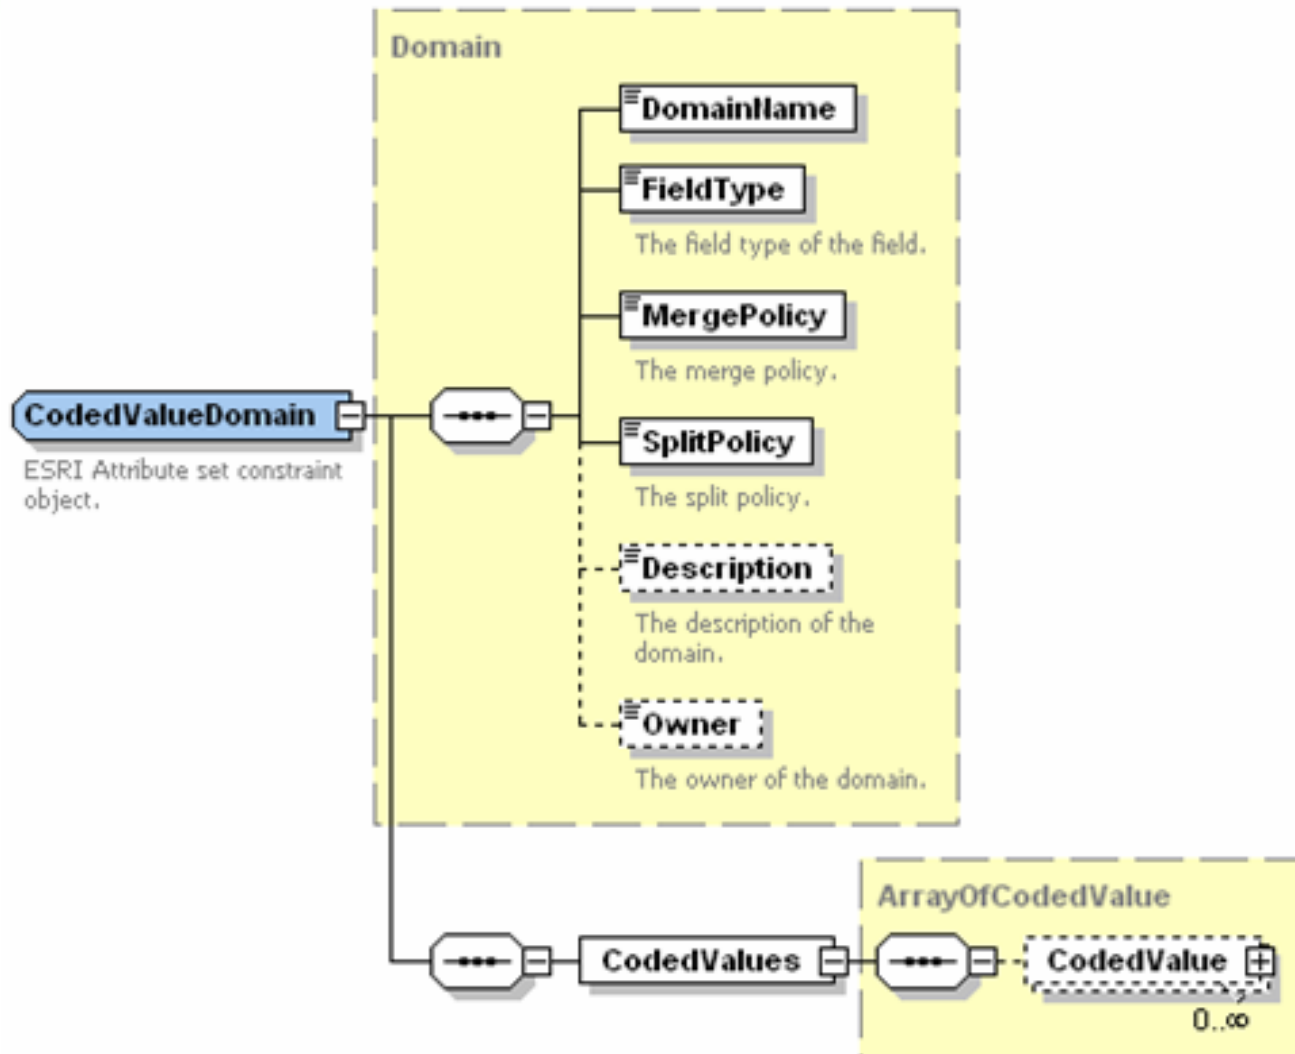 Domain
DomainName
FieldType
The field type of the field.
MergePolicy
The merge policy.
CodedValueDomain
ESRI Attribute set constraint
object.
SplitPolicy
The split policy.
Description
The description of the
domain.
Owner
The owner of the domain.
ArrayOfCodedValue
CodedValues
CodedValue
0..∞